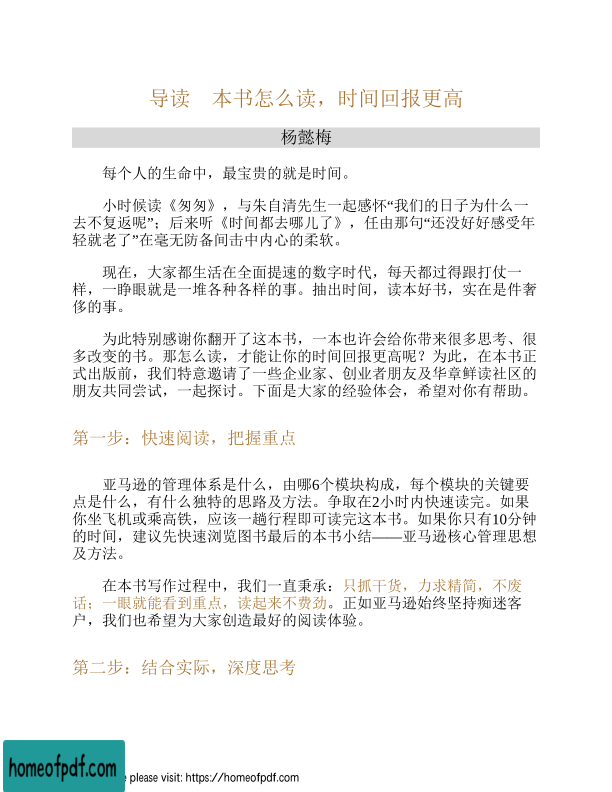 导读　本书怎么读，时间回报更高
杨懿梅
每个人的生命中，最宝贵的就是时间。
小时候读《匆匆》，与朱自清先生一起感怀“我们的日子为什么一
去不复返呢”；后来听《时间都去哪儿了》，任由那句“还没好好感受年
轻就老了”在毫无防备间击中内心的柔软。
现在，大家都生活在全面提速的数字时代，每天都过得跟打仗一
样，一睁眼就是一堆各种各样的事。抽出时间，读本好书，实在是件奢
侈的事。
为此特别感谢你翻开了这本书，一本也许会给你带来很多思考、很
多改变的书。那怎么读，才能让你的时间回报更高呢？为此，在本书正
式出版前，我们特意邀请了一些企业家、创业者朋友及华章鲜读社区的
朋友共同尝试，一起探讨。下面是大家的经验体会，希望对你有帮助。
第一步：快速阅读，把握重点
亚马逊的管理体系是什么，由哪6个模块构成，每个模块的关键要
点是什么，有什么独特的思路及方法。争取在2小时内快速读完。如果
你坐飞机或乘高铁，应该一趟行程即可读完这本书。如果你只有10分钟
的时间，建议先快速浏览图书最后的本书小结——亚马逊核心管理思想
及方法。
在本书写作过程中，我们一直秉承：只抓干货，力求精简，不废
话；一眼就能看到重点，读起来不费劲。正如亚马逊始终坚持痴迷客
户，我们也希望为大家创造最好的阅读体验。
第二步：结合实际，深度思考
homeofpdf.com
e please visit: https://homeofpdf.com